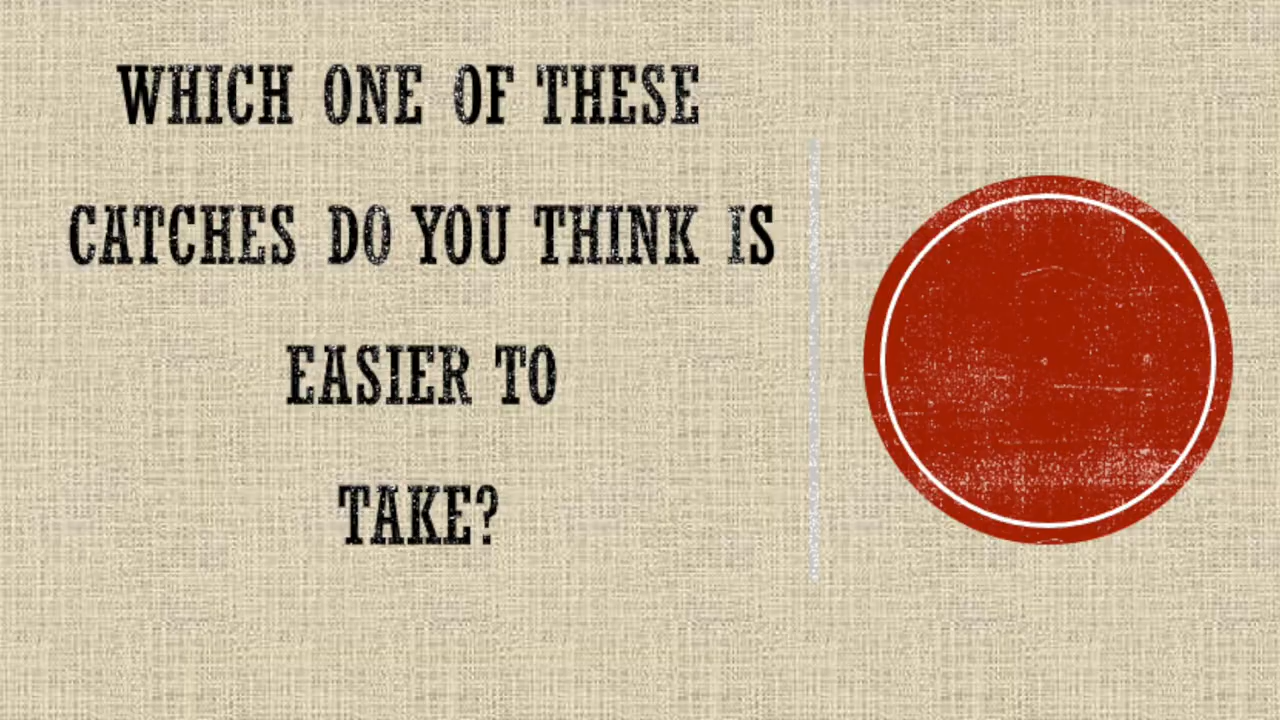 WHICH ONE OF THESE
CATCHES DO YOU THINK IS
EASIER TO
TAKE?